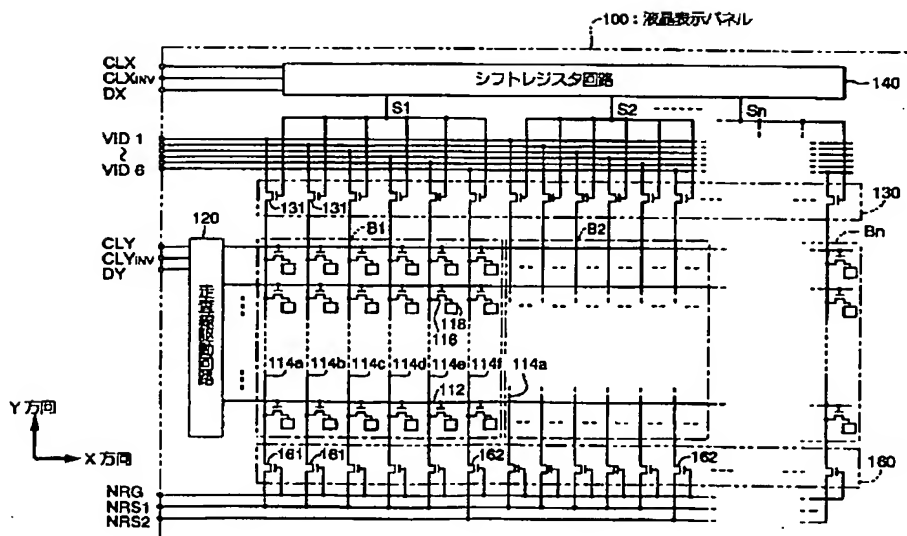 100：液晶表示パネル
CLX
CLXINV
DX
シフトレジスタ回路
140
S1
S2
Sn
VID 1
～
VID 6
131
131
130
120
B1
B2
Bn
CLY
CLYINV
DY
走査線駆動回路
118
116
114a
114b
114c
114d
114e
114f
114a
112
Y 方向
X 方向
161
161
162
162
160
NRG
NRS1
NRS2